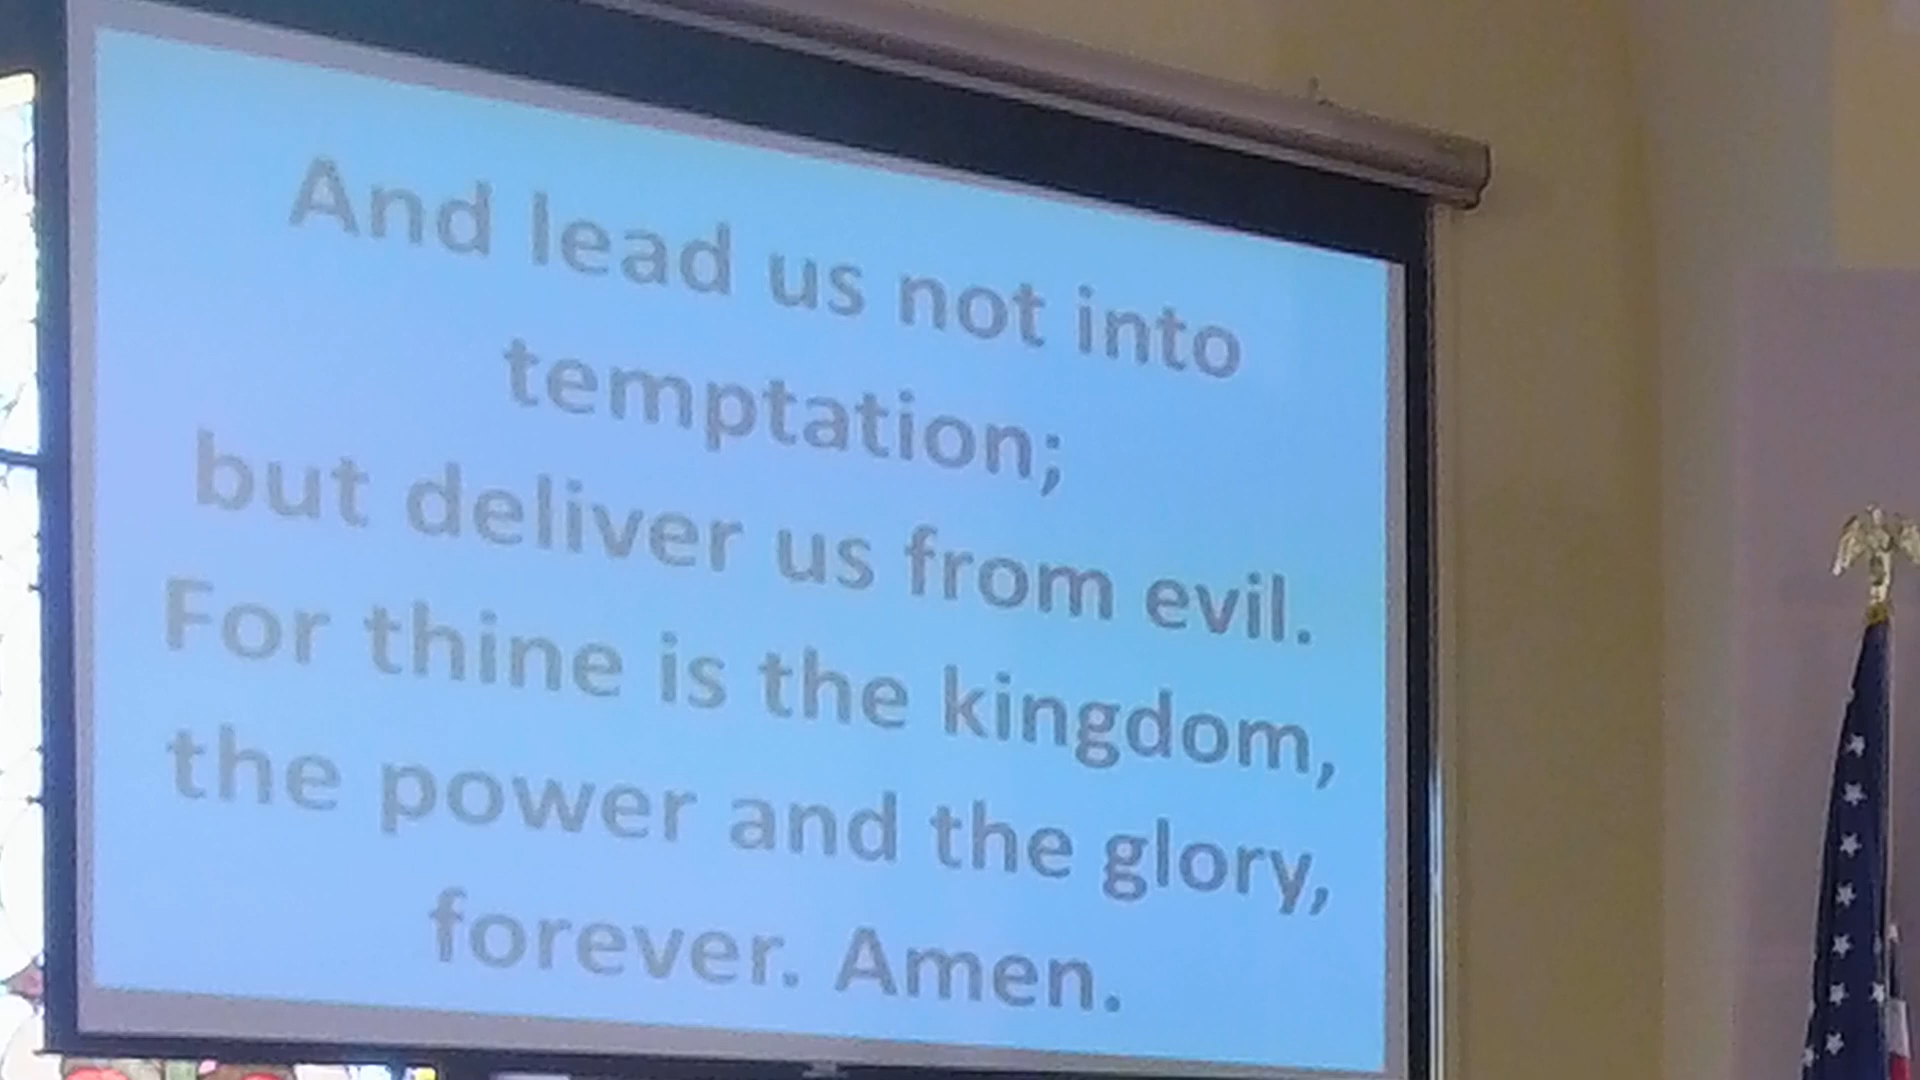 And lead us not into
temptation;
but deliver us from evil.
For thine is the kingdom,
the power and the glory,
forever. Amen.